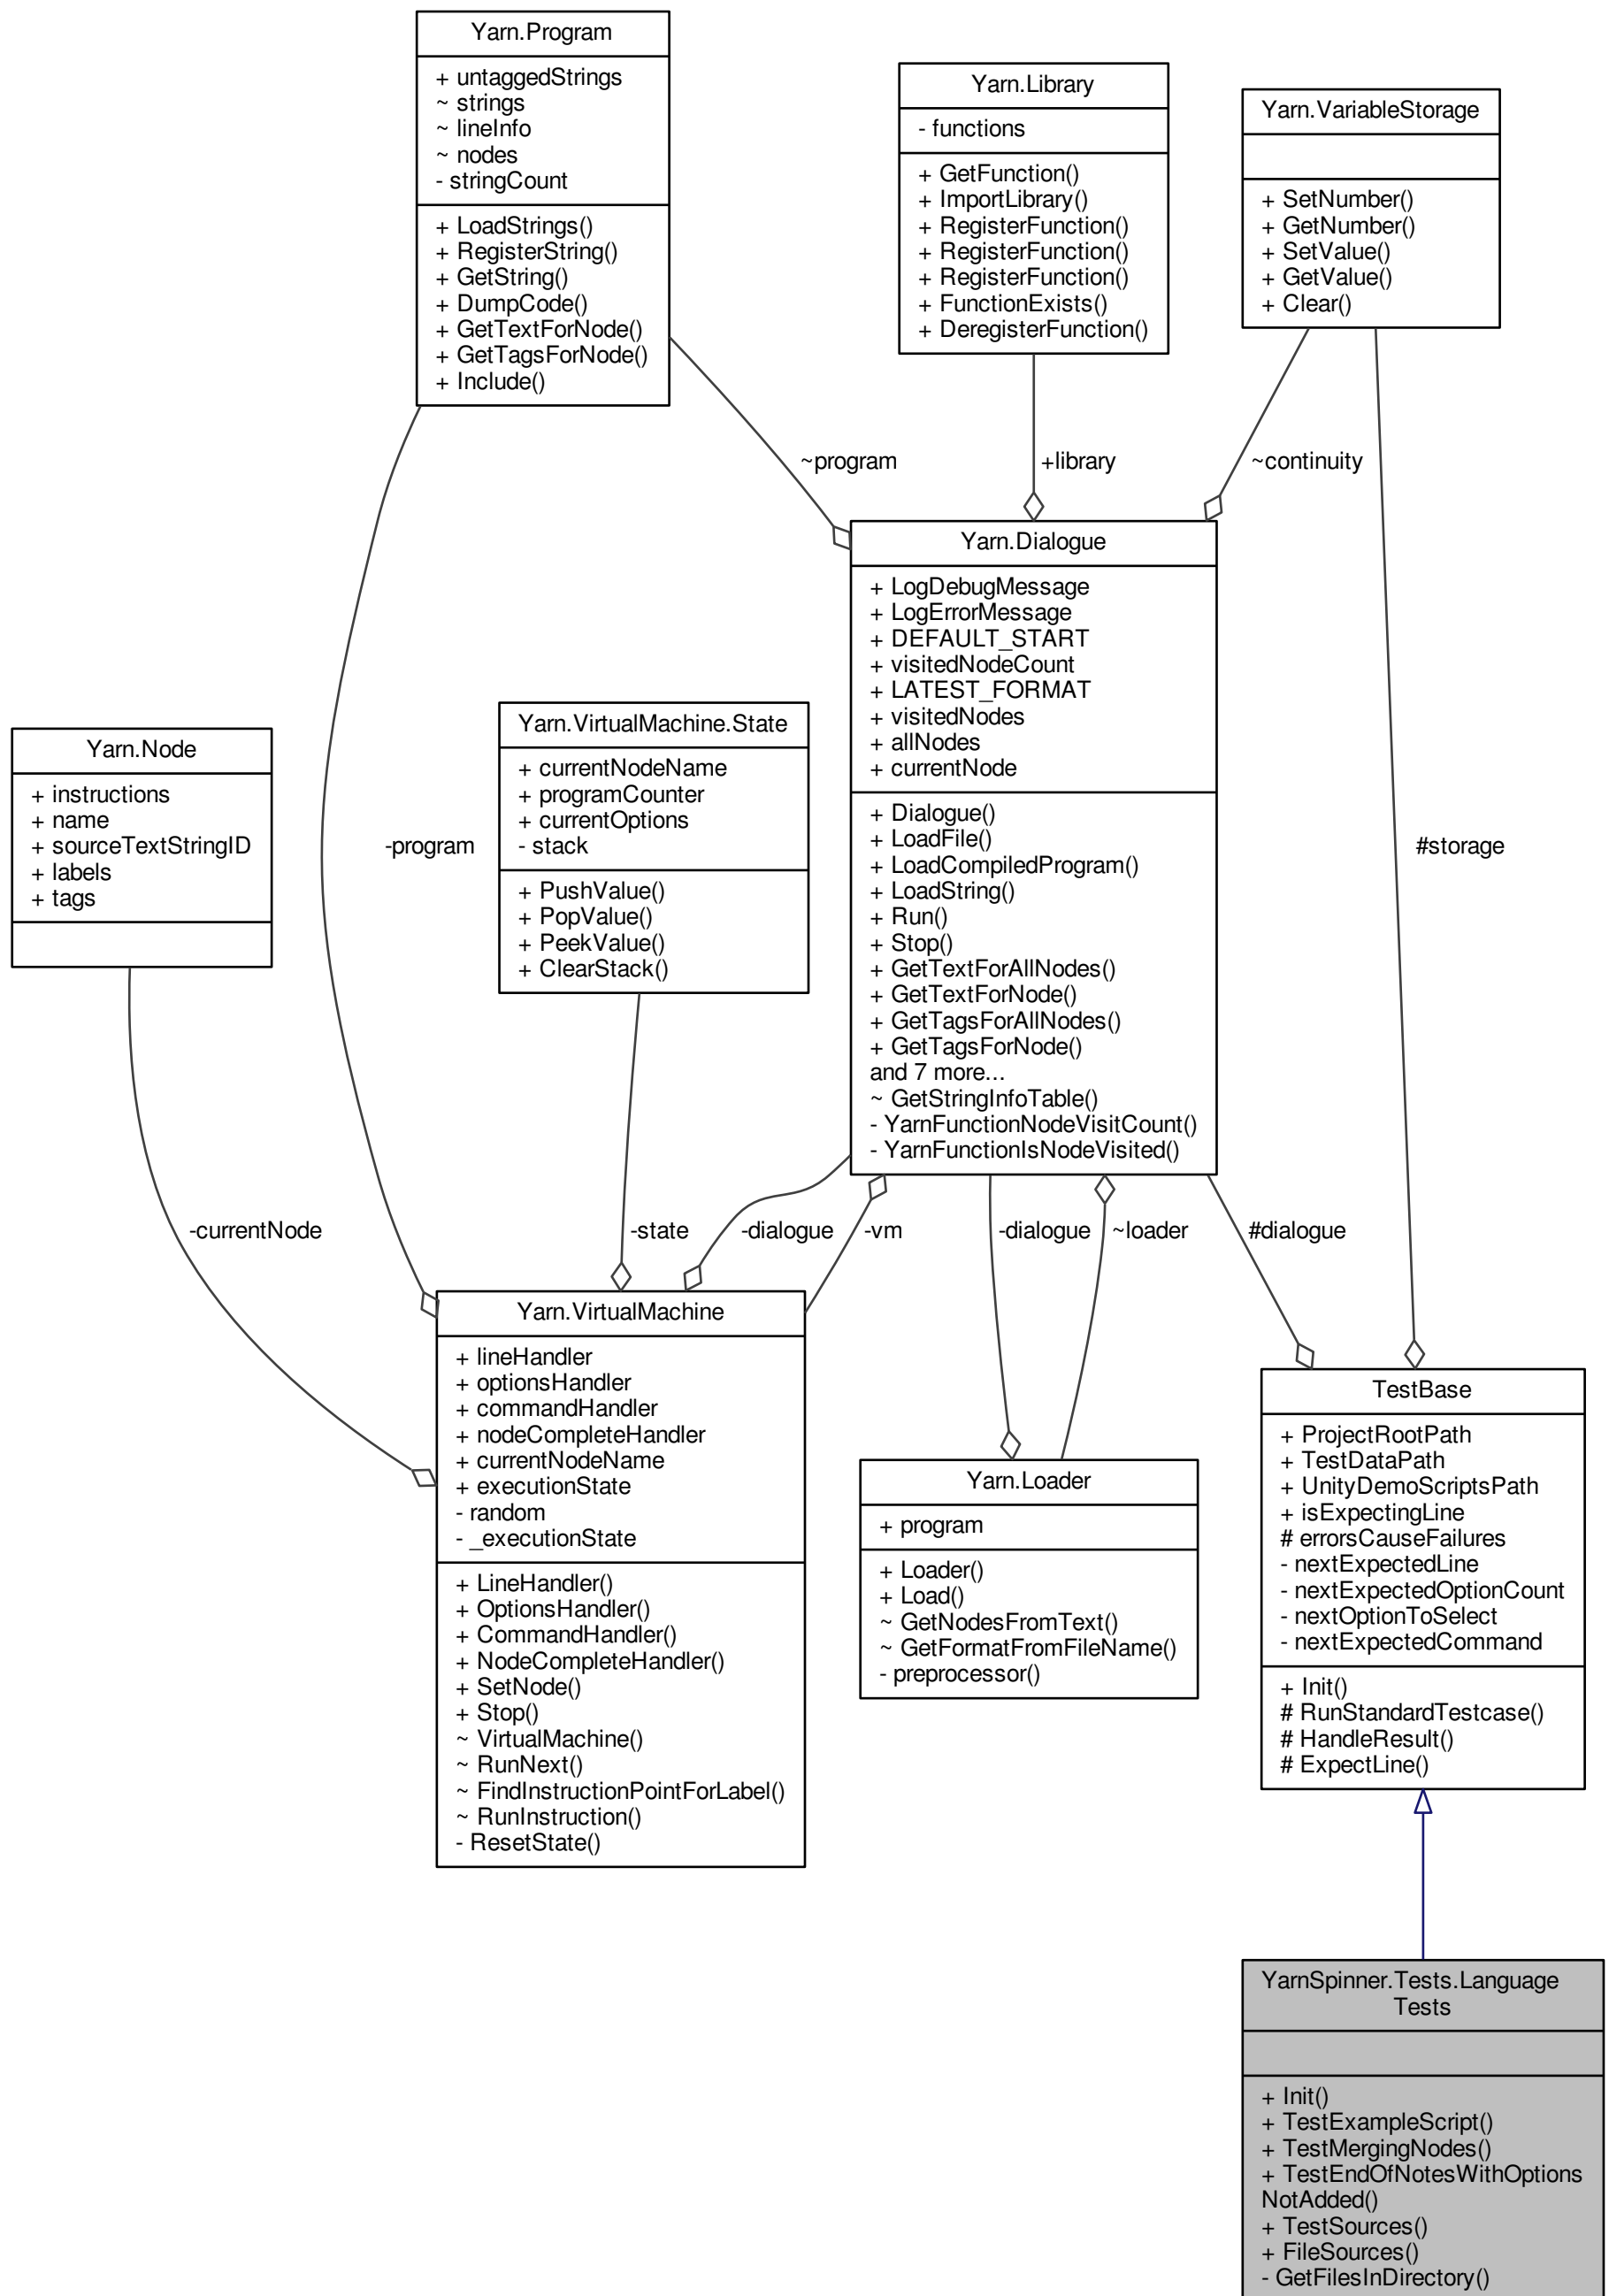 Yarn.Program
+ untaggedStrings
~ strings
~ lineInfo
~ nodes
- stringCount
+ LoadStrings()
+ RegisterString()
+ GetString()
+ DumpCode()
+ GetTextForNode()
+ GetTagsForNode()
+ Include()
Yarn.Library
- functions
+ GetFunction()
+ ImportLibrary()
+ RegisterFunction()
+ RegisterFunction()
+ RegisterFunction()
+ FunctionExists()
+ DeregisterFunction()
Yarn.VariableStorage
+ SetNumber()
+ GetNumber()
+ SetValue()
+ GetValue()
+ Clear()
~program
+library
~continuity
Yarn.Dialogue
+ LogDebugMessage
+ LogErrorMessage
+ DEFAULT_START
+ visitedNodeCount
+ LATEST_FORMAT
+ visitedNodes
+ allNodes
+ currentNode
+ Dialogue()
+ LoadFile()
+ LoadCompiledProgram()
+ LoadString()
+ Run()
+ Stop()
+ GetTextForAllNodes()
+ GetTextForNode()
+ GetTagsForAllNodes()
+ GetTagsForNode()
and 7 more...
~ GetStringInfoTable()
- YarnFunctionNodeVisitCount()
- YarnFunctionIsNodeVisited()
Yarn.Node
+ instructions
+ name
+ sourceTextStringID
+ labels
+ tags
-program
Yarn.VirtualMachine.State
+ currentNodeName
+ programCounter
+ currentOptions
- stack
+ PushValue()
+ PopValue()
+ PeekValue()
+ ClearStack()
#storage
-currentNode
-state
-dialogue
-vm
-dialogue
~loader
#dialogue
Yarn.VirtualMachine
+ lineHandler
+ optionsHandler
+ commandHandler
+ nodeCompleteHandler
+ currentNodeName
+ executionState
- random
- _executionState
+ LineHandler()
+ OptionsHandler()
+ CommandHandler()
+ NodeCompleteHandler()
+ SetNode()
+ Stop()
~ VirtualMachine()
~ RunNext()
~ FindInstructionPointForLabel()
~ RunInstruction()
- ResetState()
Yarn.Loader
+ program
+ Loader()
+ Load()
~ GetNodesFromText()
~ GetFormatFromFileName()
- preprocessor()
TestBase
+ ProjectRootPath
+ TestDataPath
+ UnityDemoScriptsPath
+ isExpectingLine
# errorsCauseFailures
- nextExpectedLine
- nextExpectedOptionCount
- nextOptionToSelect
- nextExpectedCommand
+ Init()
# RunStandardTestcase()
# HandleResult()
# ExpectLine()
YarnSpinner.Tests.Language
Tests
+ Init()
+ TestExampleScript()
+ TestMergingNodes()
+ TestEndOfNotesWithOptions
NotAdded()
+ TestSources()
+ FileSources()
- GetFilesInDirectory()